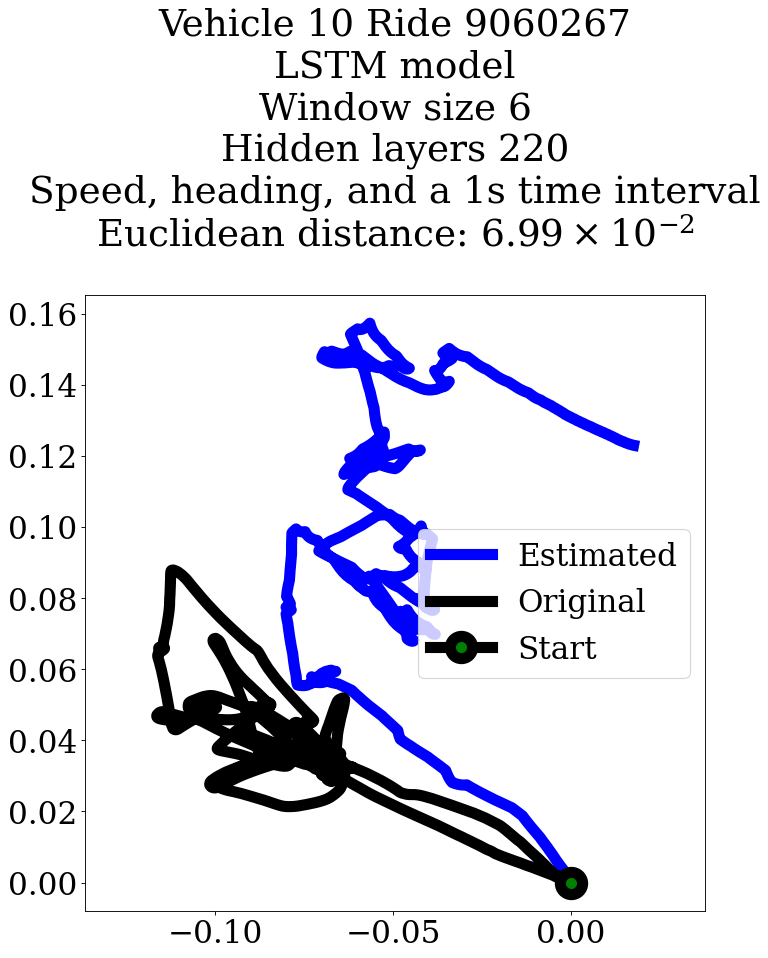 Vehicle 10 Ride 9060267
LSTM model
Window size 6
Hidden layers 220
Speed, heading, and a 1s time interval
Euclidean distance: 6.99 × 10⁻²
0.16
0.14
0.12
0.10
0.08
0.06
0.04
0.02
0.00
Estimated
Original
Start
−0.10 −0.05 0.00